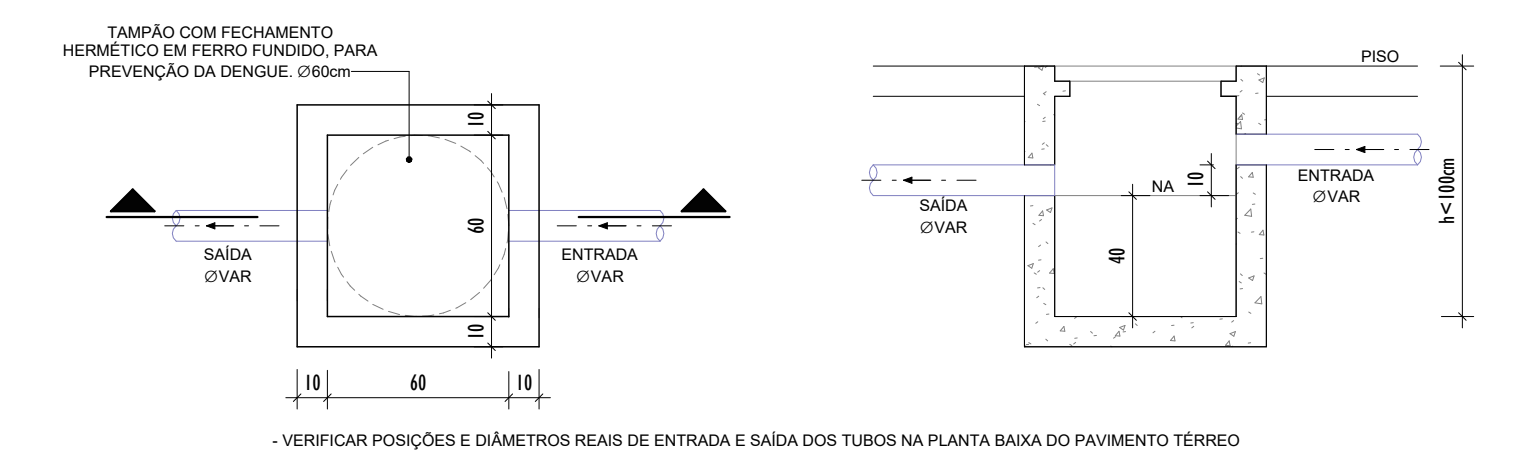 TAMPÃO COM FECHAMENTO
HERMÉTICO EM FERRO FUNDIDO, PARA
PREVENÇÃO DA DENGUE. Ø60cm
10
60
10
SAÍDA
ØVAR
ENTRADA
ØVAR
10
60
10
PISO
ENTRADA
ØVAR
10
NA
SAÍDA
ØVAR
40
h<100cm
- VERIFICAR POSIÇÕES E DIÂMETROS REAIS DE ENTRADA E SAÍDA DOS TUBOS NA PLANTA BAIXA DO PAVIMENTO TÉRREO